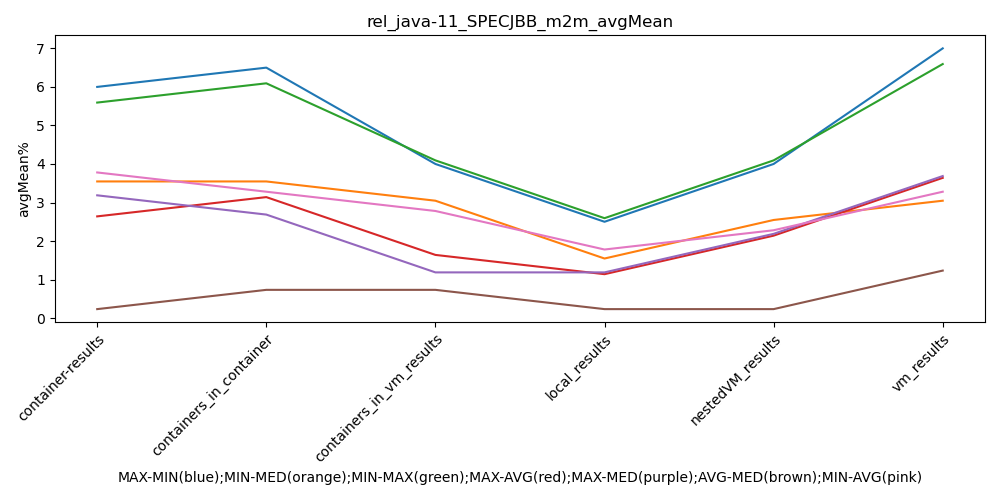 rel_java-11_SPECJBB_m2m_avgMean
avgMean%
7
6
5
4
3
2
1
0
container-results
containers_in_container
containers_in_vm_results
local_results
nestedVM_results
vm_results
MAX-MIN(blue);MIN-MED(orange);MIN-MAX(green);MAX-AVG(red);MAX-MED(purple);AVG-MED(brown);MIN-AVG(pink)